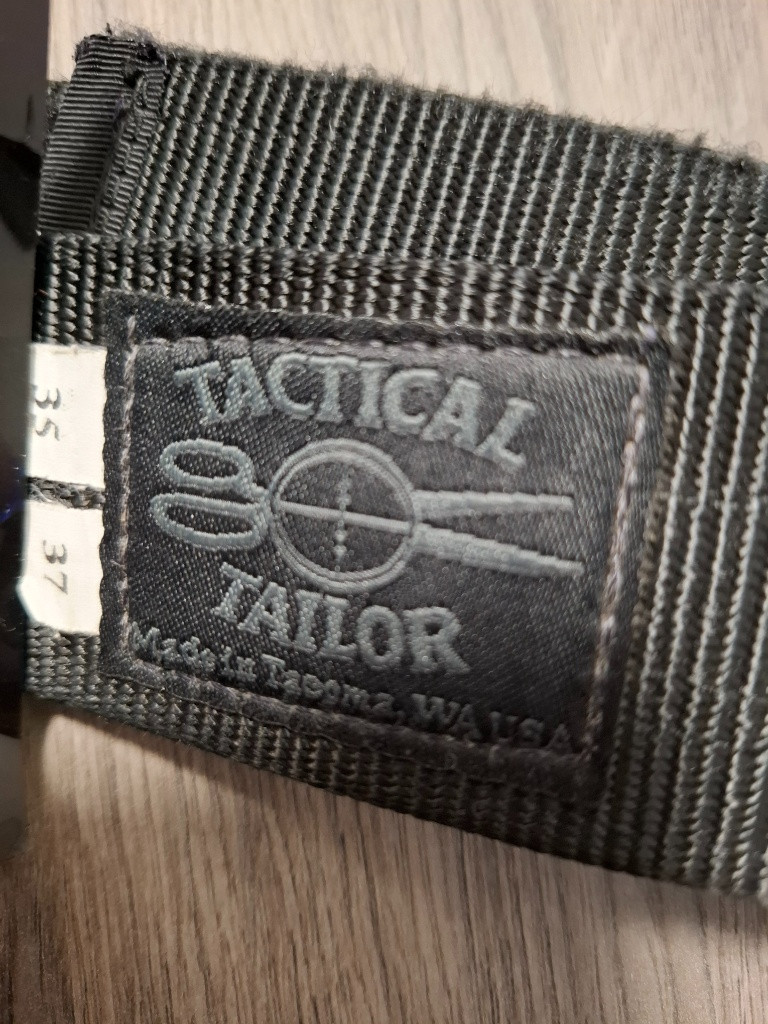 TACTICAL
TAILOR
Made in Tacoma, WA USA
35
37